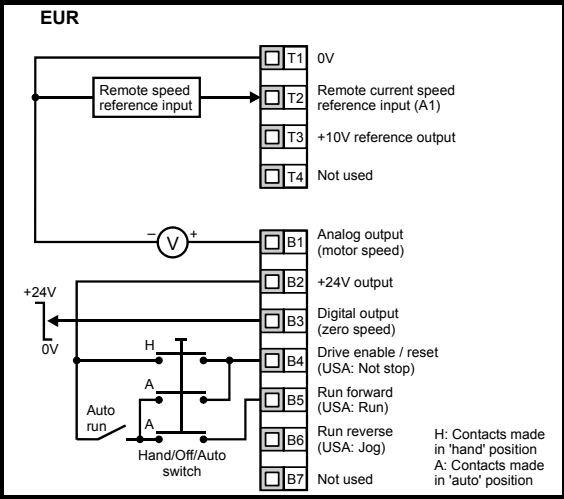 EUR
T1 0V
Remote speed
reference input
T2 Remote current speed
reference input (A1)
T3 +10V reference output
T4 Not used
– V +
B1 Analog output
(motor speed)
B2 +24V output
+24V
0V
B3 Digital output
(zero speed)
H
B4 Drive enable / reset
(USA: Not stop)
A
B5 Run forward
(USA: Run)
Auto
run
A
B6 Run reverse
(USA: Jog)
Hand/Off/Auto
switch
B7 Not used
H: Contacts made
in 'hand' position
A: Contacts made
in 'auto' position